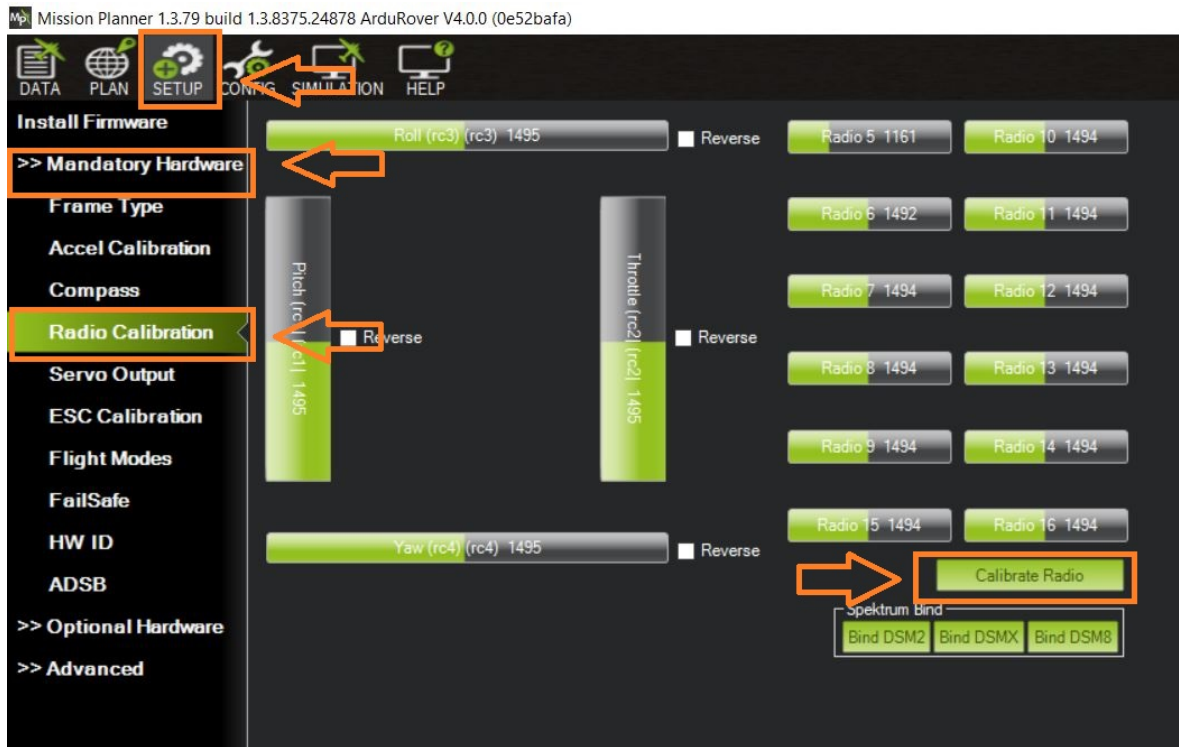 Mission Planner 1.3.79 build 1.3.8375.24878 ArduRover V4.0.0 (0e52bafa)
DATA PLAN SETUP CONFIG SIMULATION HELP
Install Firmware
>> Mandatory Hardware
Frame Type
Accel Calibration
Compass
Radio Calibration
Servo Output
ESC Calibration
Flight Modes
FailSafe
HW ID
ADSB
>> Optional Hardware
>> Advanced
Roll (rc3) (rc3) 1495
Reverse
Pitch 1495
Reverse
Throttle (rc2) (rc2) 1495
Reverse
Yaw (rc4) (rc4) 1495
Reverse
Radio 5 1161
Radio 10 1494
Radio 6 1492
Radio 11 1494
Radio 7 1494
Radio 12 1494
Radio 8 1494
Radio 13 1494
Radio 9 1494
Radio 14 1494
Radio 15 1494
Radio 16 1494
Calibrate Radio
Spektrum Bind
Bind DSM2 Bind DSMX Bind DSM8